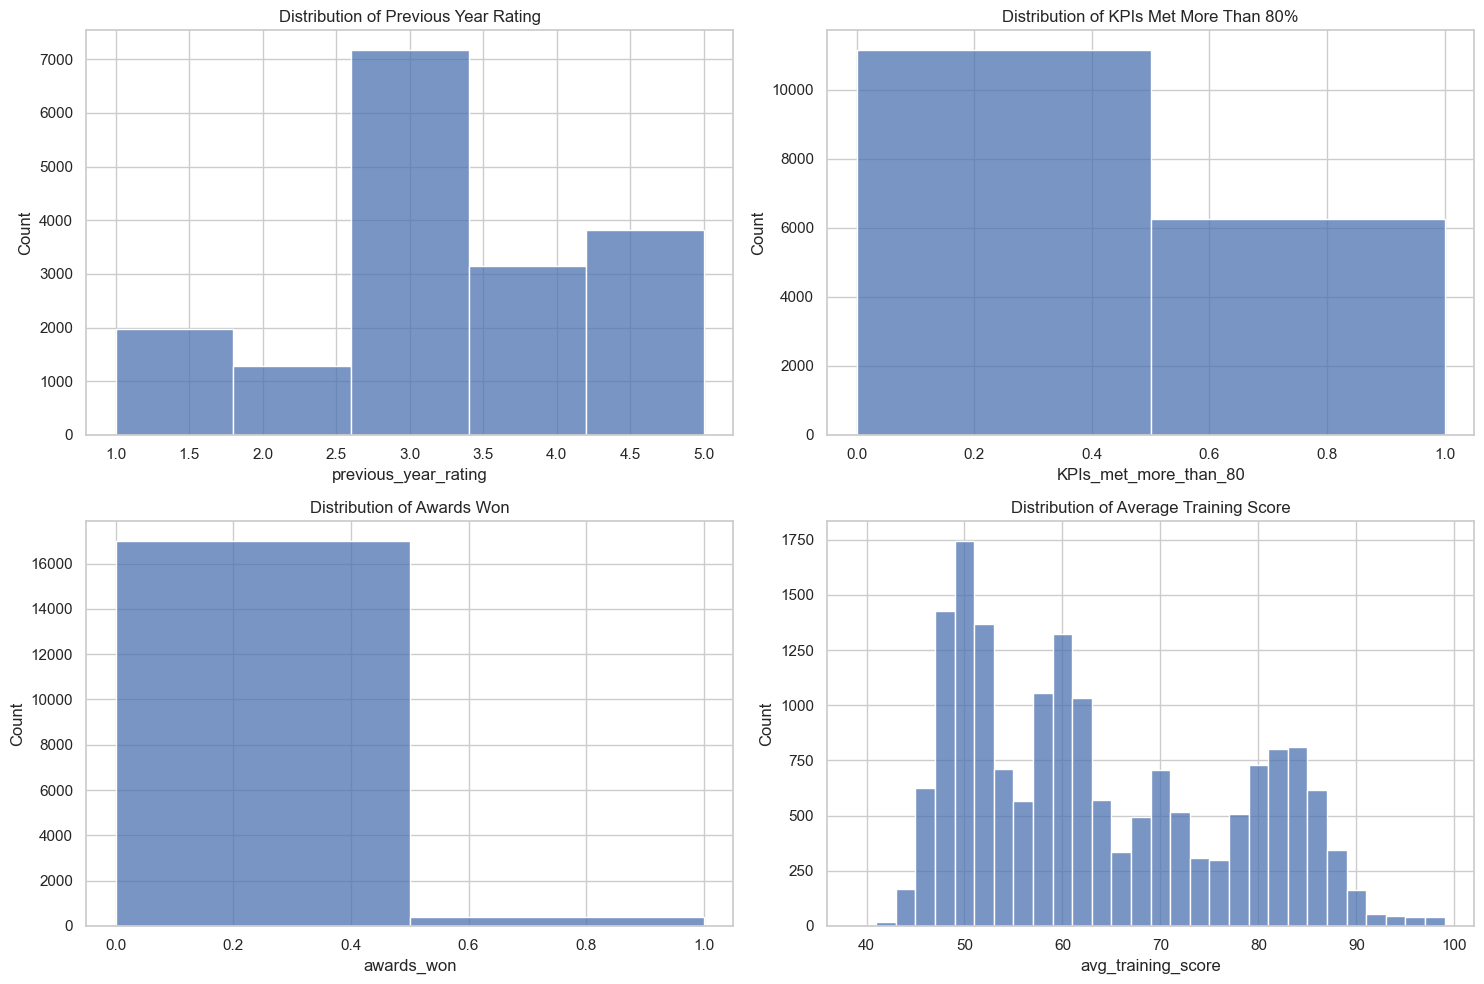 Distribution of Previous Year Rating
7000
6000
5000
4000
3000
2000
1000
0
Count
1.0 1.5 2.0 2.5 3.0 3.5 4.0 4.5 5.0
previous_year_rating
Distribution of KPIs Met More Than 80%
10000
8000
6000
4000
2000
0
Count
0.0 0.2 0.4 0.6 0.8 1.0
KPIs_met_more_than_80
Distribution of Awards Won
16000
14000
12000
10000
8000
6000
4000
2000
0
Count
0.0 0.2 0.4 0.6 0.8 1.0
awards_won
Distribution of Average Training Score
1750
1500
1250
1000
750
500
250
0
Count
40 50 60 70 80 90 100
avg_training_score